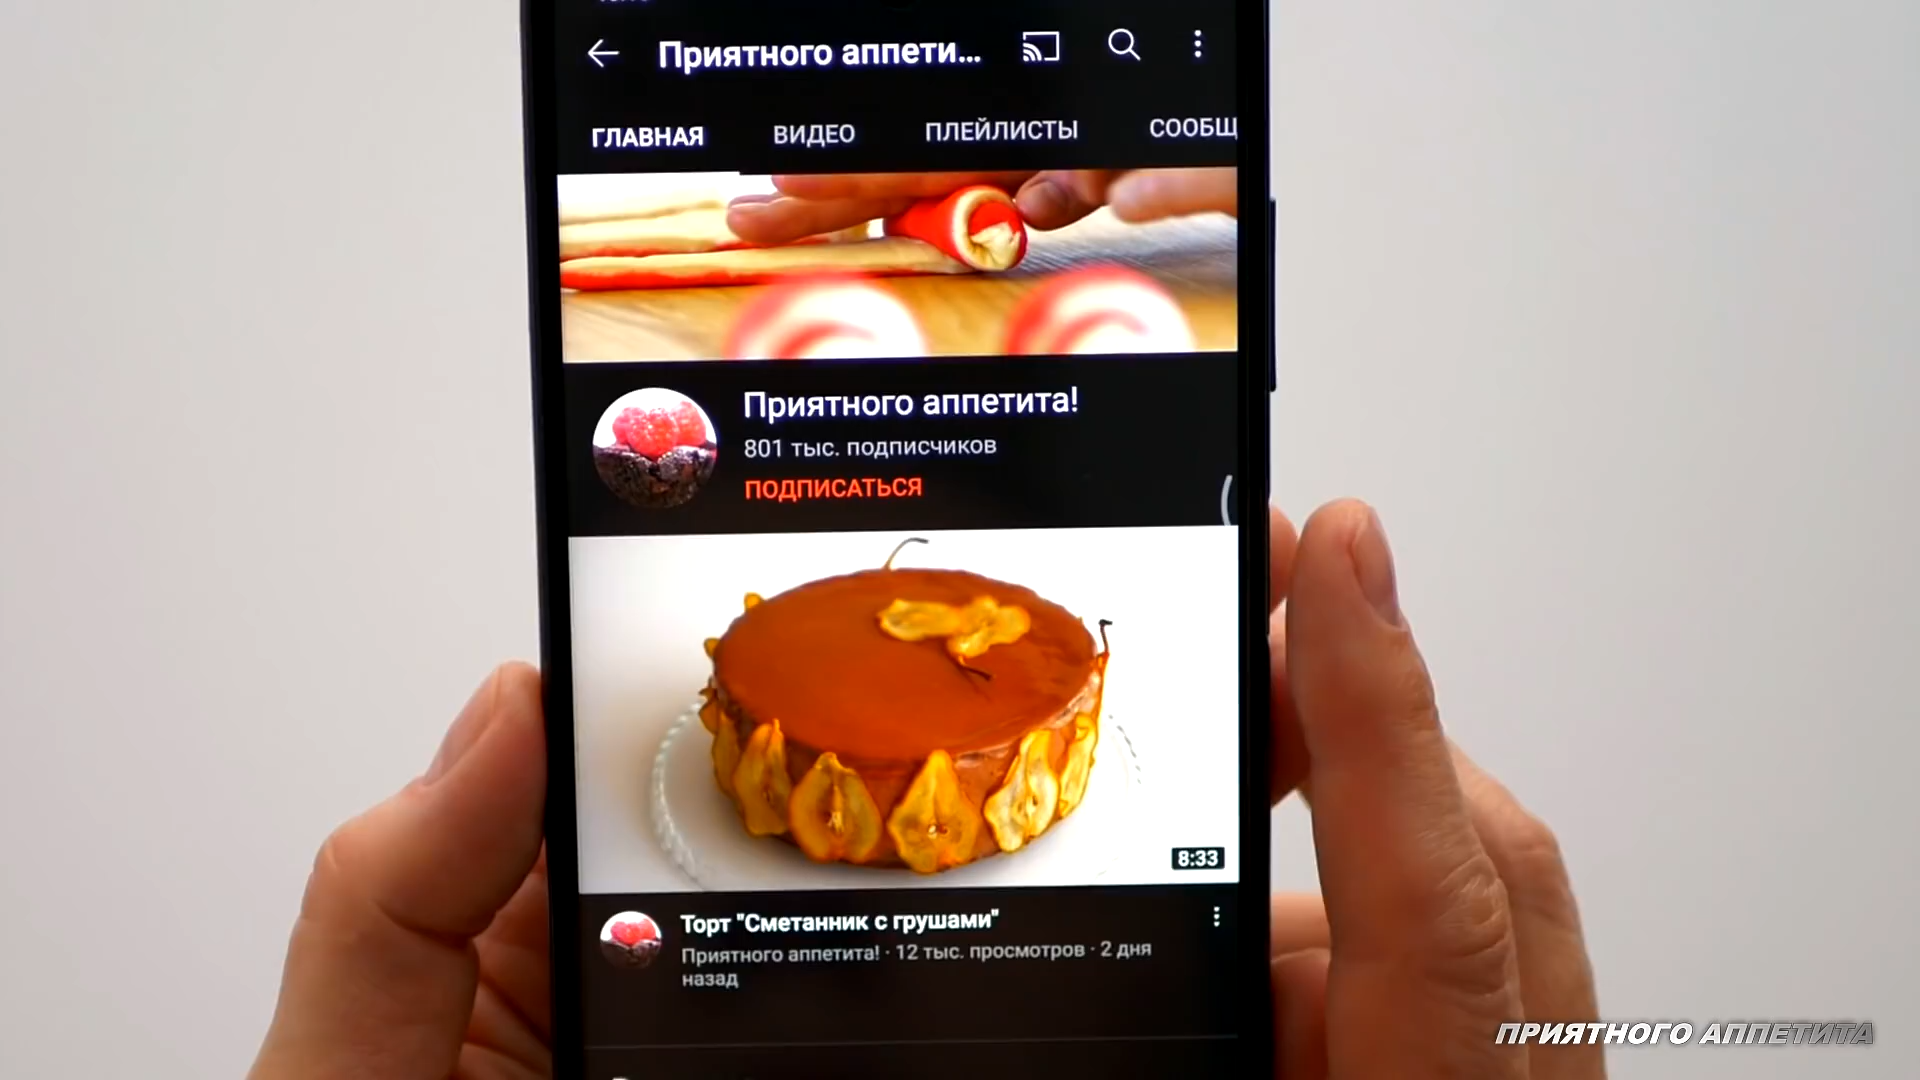 Приятного аппети...
ГЛАВНАЯ ВИДЕО ПЛЕЙЛИСТЫ СООБЩ
Приятного аппетита!
801 тыс. подписчиков
ПОДПИСАТЬСЯ
8:33
Торт "Сметанник с грушами"
Приятного аппетита! · 12 тыс. просмотров · 2 дня
назад
ПРИЯТНОГО АППЕТИТА